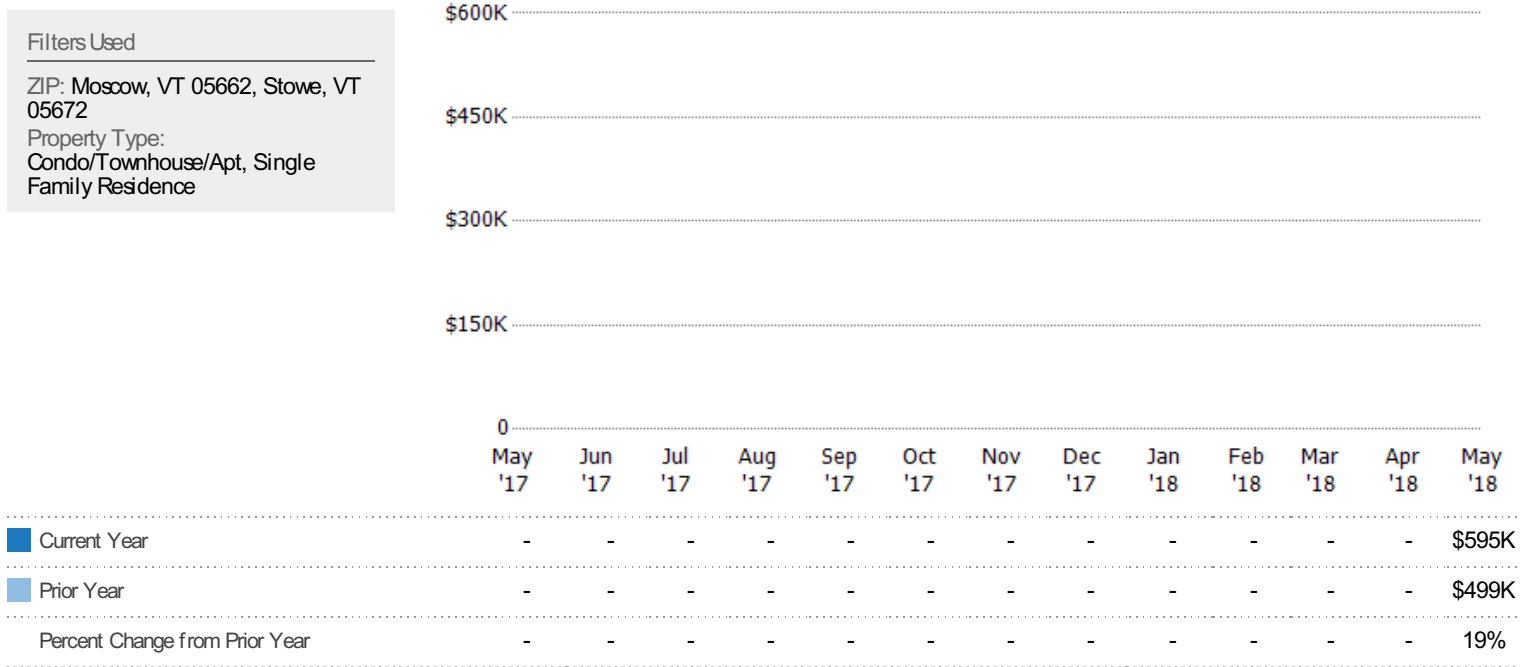 Filters Used
ZIP: Moscow, VT 05662, Stowe, VT
05672
Property Type:
Condo/Townhouse/Apt, Single
Family Residence
$600K
$450K
$300K
$150K
0
May Jun Jul Aug Sep Oct Nov Dec Jan Feb Mar Apr May
'17 '17 '17 '17 '17 '17 '17 '17 '18 '18 '18 '18 '18
Current Year - - - - - - - - - - - - $595K
Prior Year - - - - - - - - - - - - $499K
Percent Change from Prior Year - - - - - - - - - - - - 19%